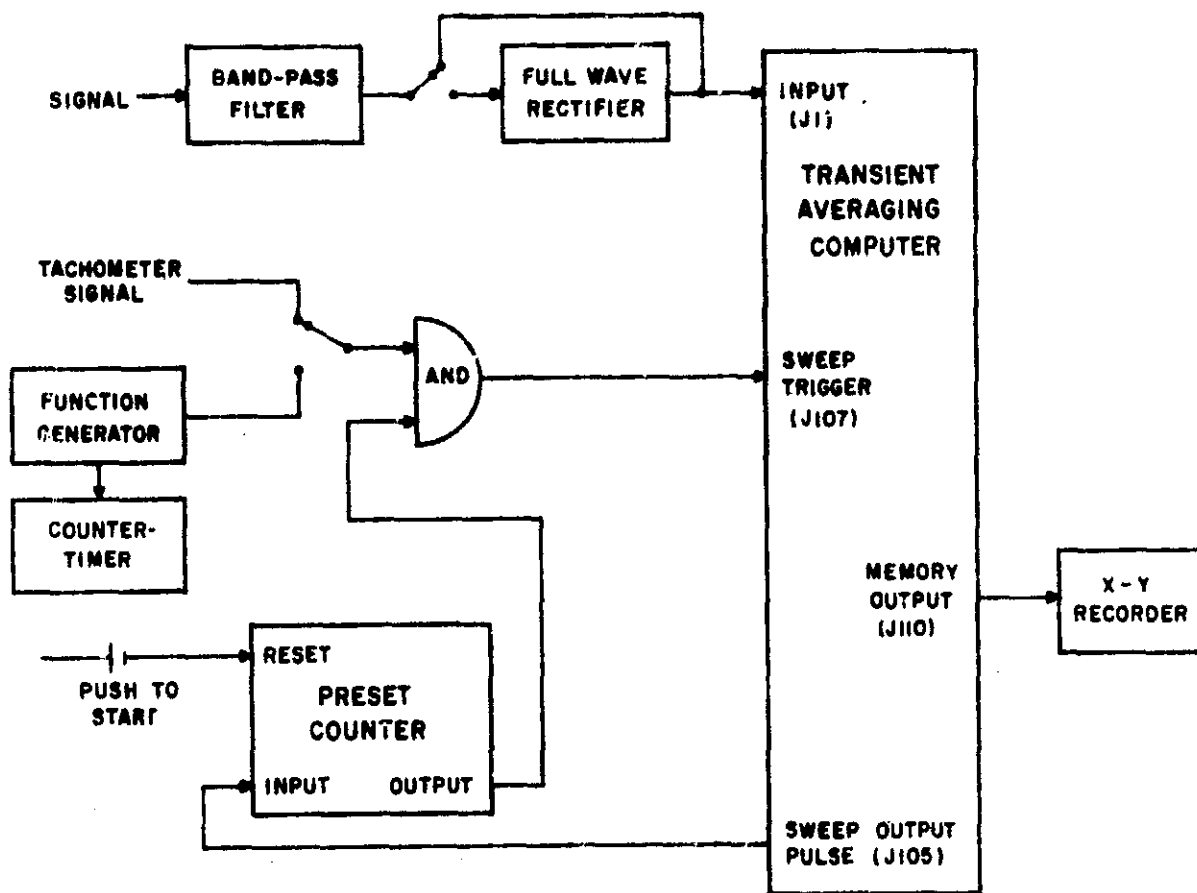 SIGNAL
BAND-PASS
FILTER
FULL WAVE
RECTIFIER
INPUT
(J1)
TRANSIENT
AVERAGING
COMPUTER
TACHOMETER
SIGNAL
AND
SWEEP
TRIGGER
(J107)
FUNCTION
GENERATOR
COUNTER-
TIMER
MEMORY
OUTPUT
(J110)
X-Y
RECORDER
PUSH TO
START
RESET
PRESET
COUNTER
INPUT
OUTPUT
SWEEP OUTPUT
PULSE (J105)